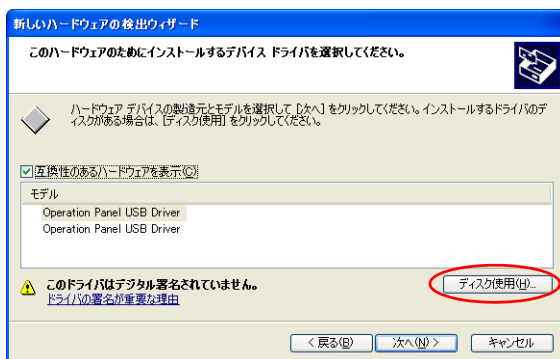 新しいハードウェアの検出ウィザード
このハードウェアのためにインストールするデバイス ドライバを選択してください。
ハードウェア デバイスの製造元とモデルを選択して [次へ] をクリックしてください。インストールするドライバのデ
ィスクがある場合は、[ディスク使用] をクリックしてください。
互換性のあるハードウェアを表示(C)
モデル
Operation Panel USB Driver
Operation Panel USB Driver
このドライバはデジタル署名されていません。
ドライバの署名が重要な理由
ディスク使用(H)...
< 戻る(B)
次へ(N) >
キャンセル